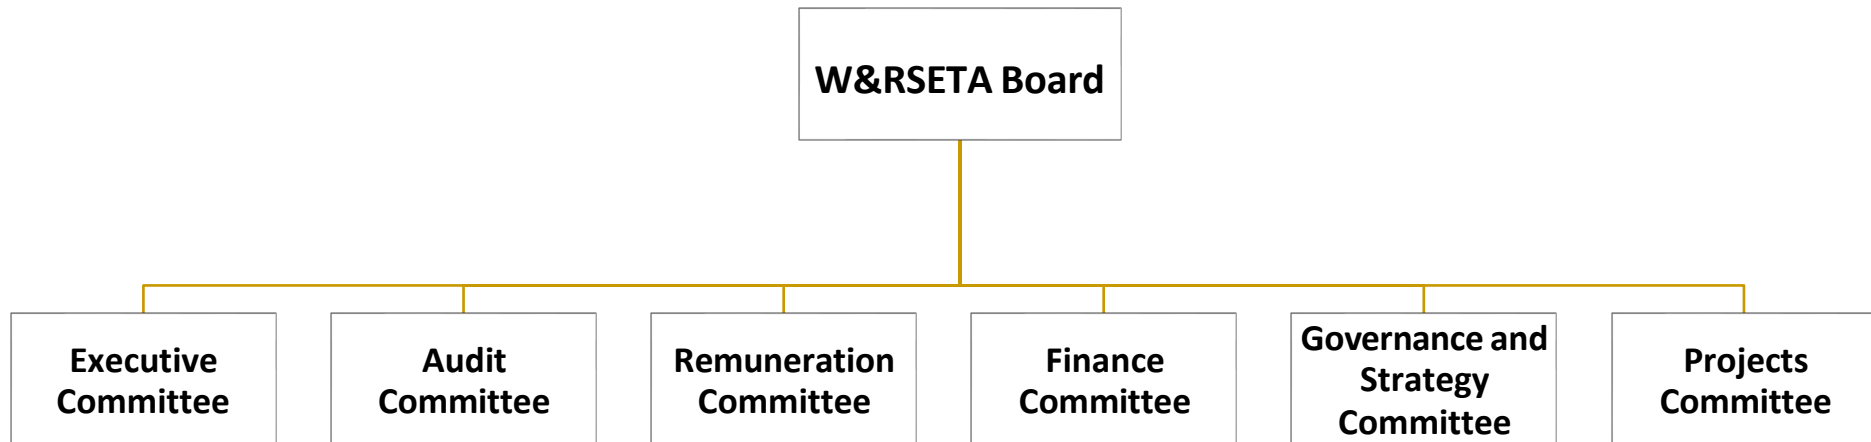 W&RSETA Board
Executive
Committee
Audit
Committee
Remuneration
Committee
Finance
Committee
Governance and
Strategy
Committee
Projects
Committee